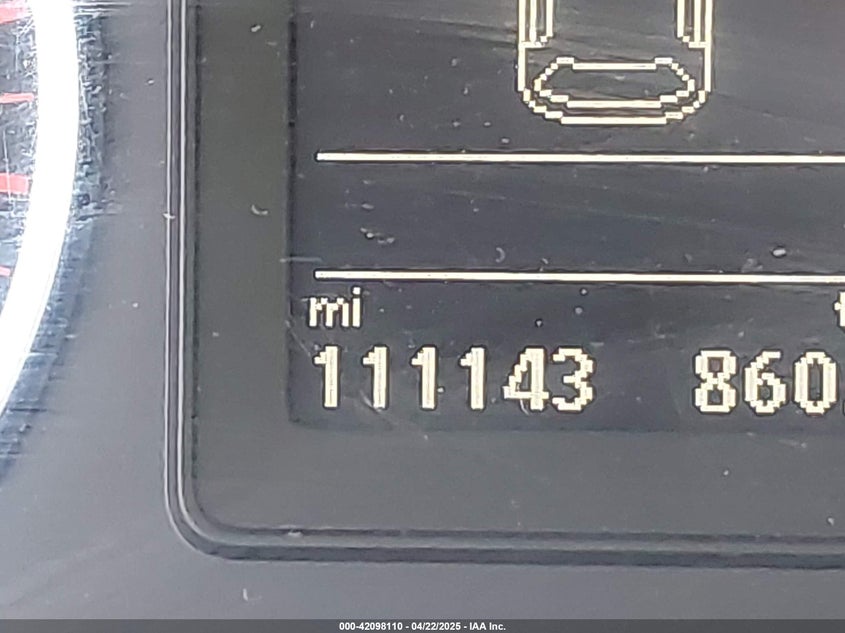 mi
111143 860
000-42098110 - 04/22/2025 - IAA Inc.